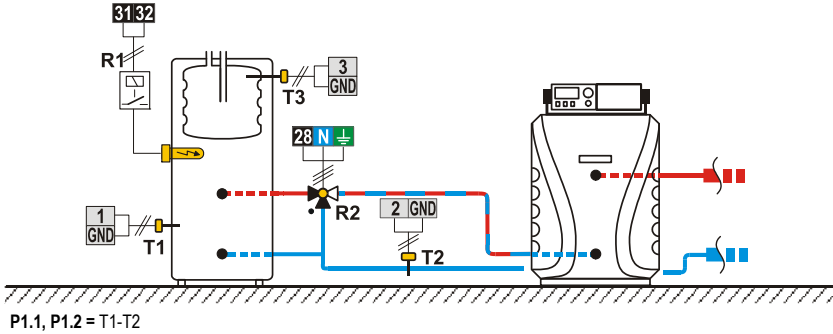 31 32
R1
3
GND
T3
28 N
R2
1
GND
T1
2 GND
T2
P1.1, P1.2 = T1-T2